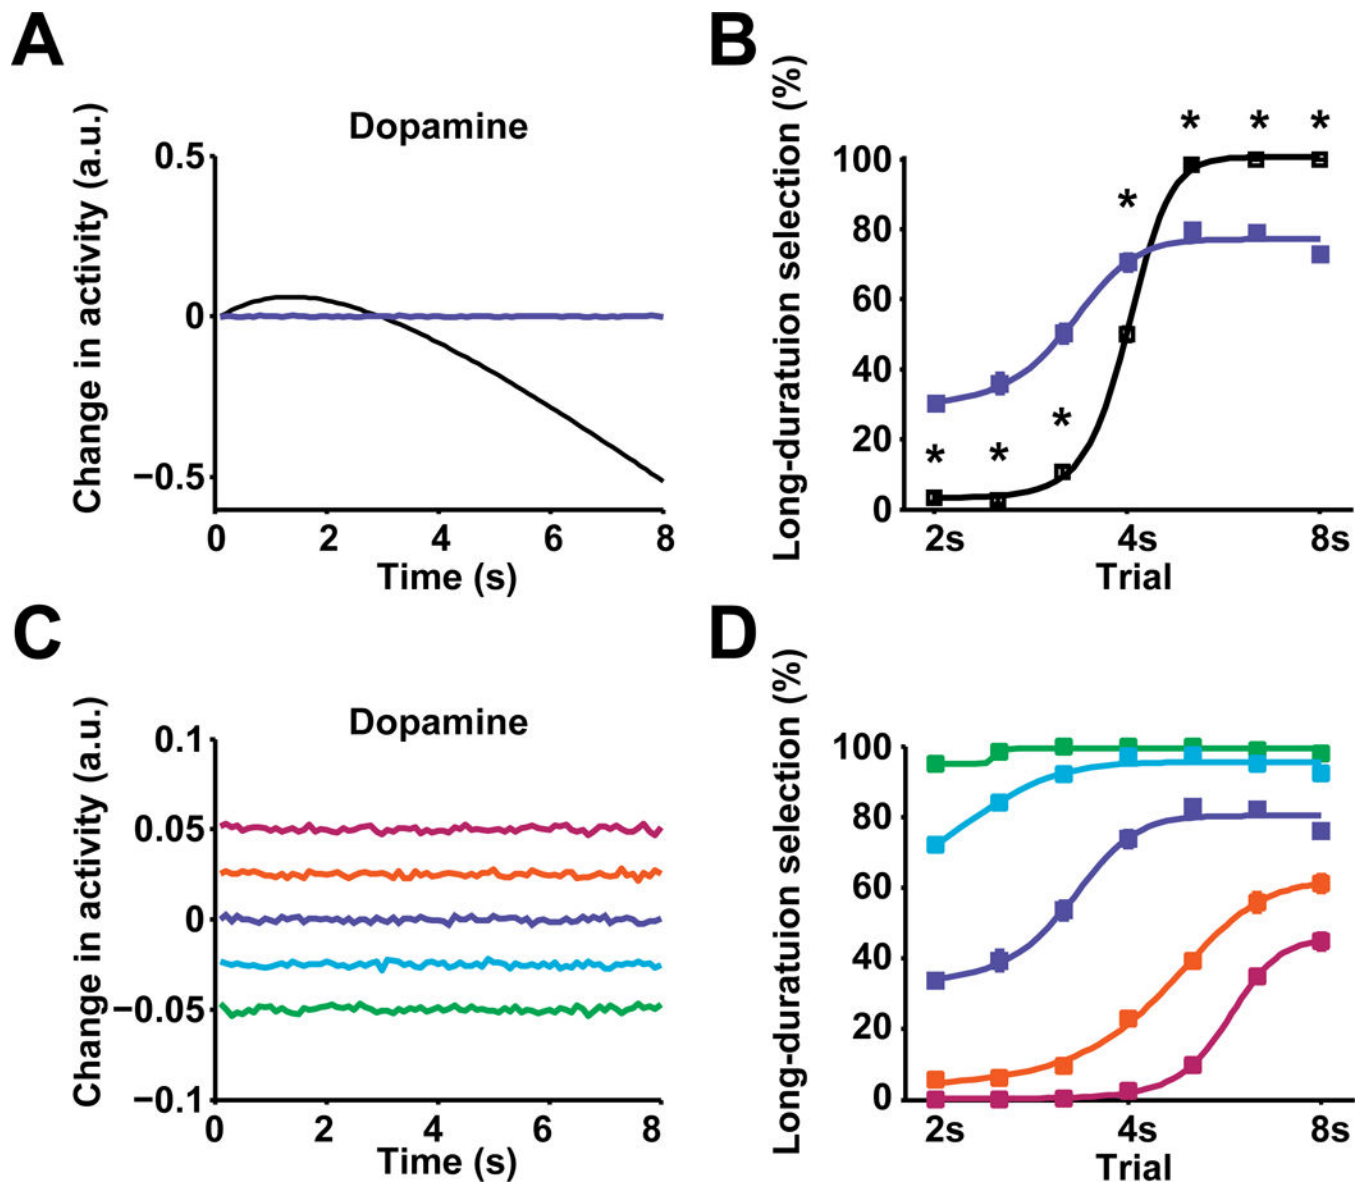 A
Dopamine
Change in activity (a.u.)
0.5
0
−0.5
0 2 4 6 8
Time (s)
B
Long-duratuion selection (%)
100
80
60
40
20
0
* * * * * * *
2s 4s 8s
Trial
C
Dopamine
Change in activity (a.u.)
0.1
0.05
0
−0.05
−0.1
0 2 4 6 8
Time (s)
D
Long-duratuion selection (%)
100
80
60
40
20
0
2s 4s 8s
Trial